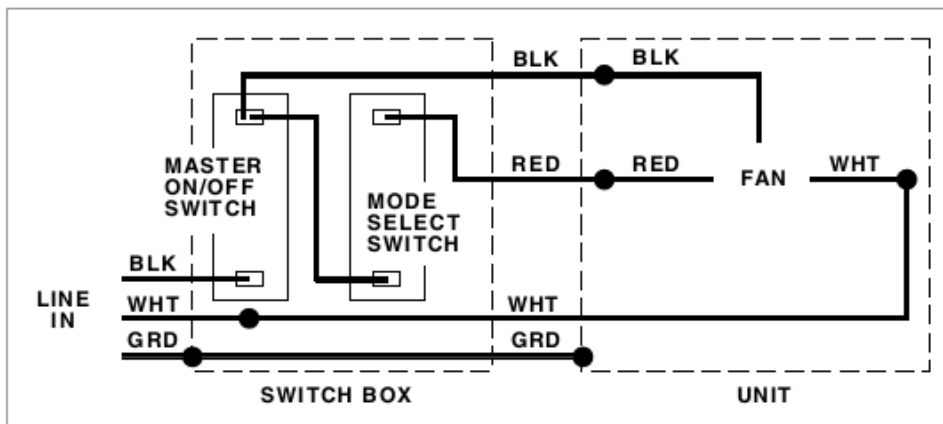 BLK
BLK
MASTER
ON/OFF
SWITCH
RED
RED
FAN
WHT
MODE
SELECT
SWITCH
BLK
LINE
IN
WHT
WHT
GRD
GRD
SWITCH BOX
UNIT